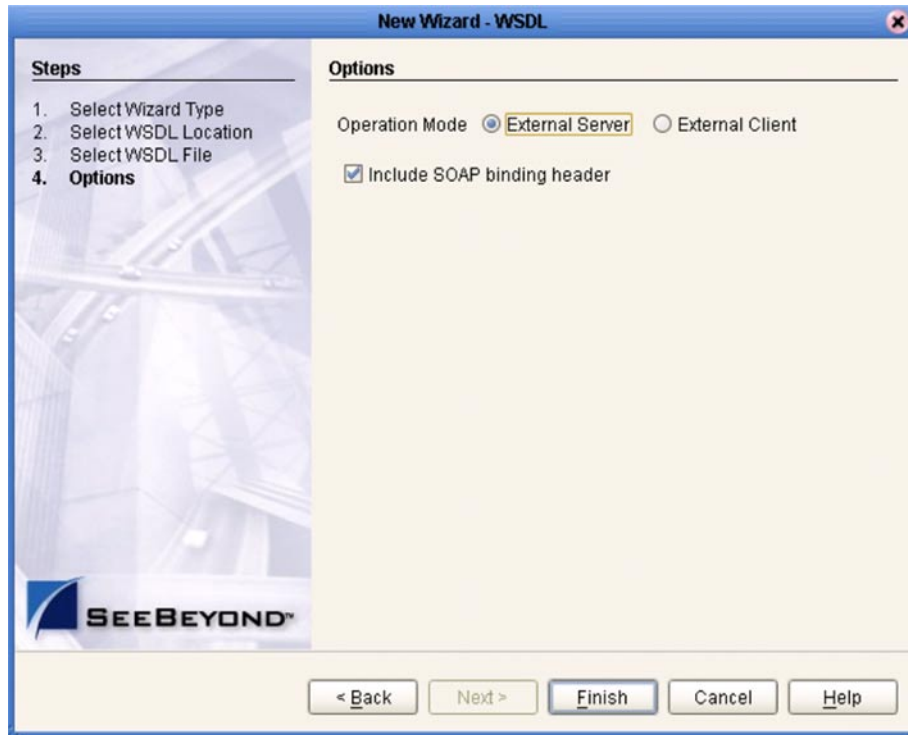 New Wizard - WSDL
Steps
1. Select Wizard Type
2. Select WSDL Location
3. Select WSDL File
4. Options
SEEBEYOND™
Options
Operation Mode External Server External Client
Include SOAP binding header
< Back Next > Finish Cancel Help